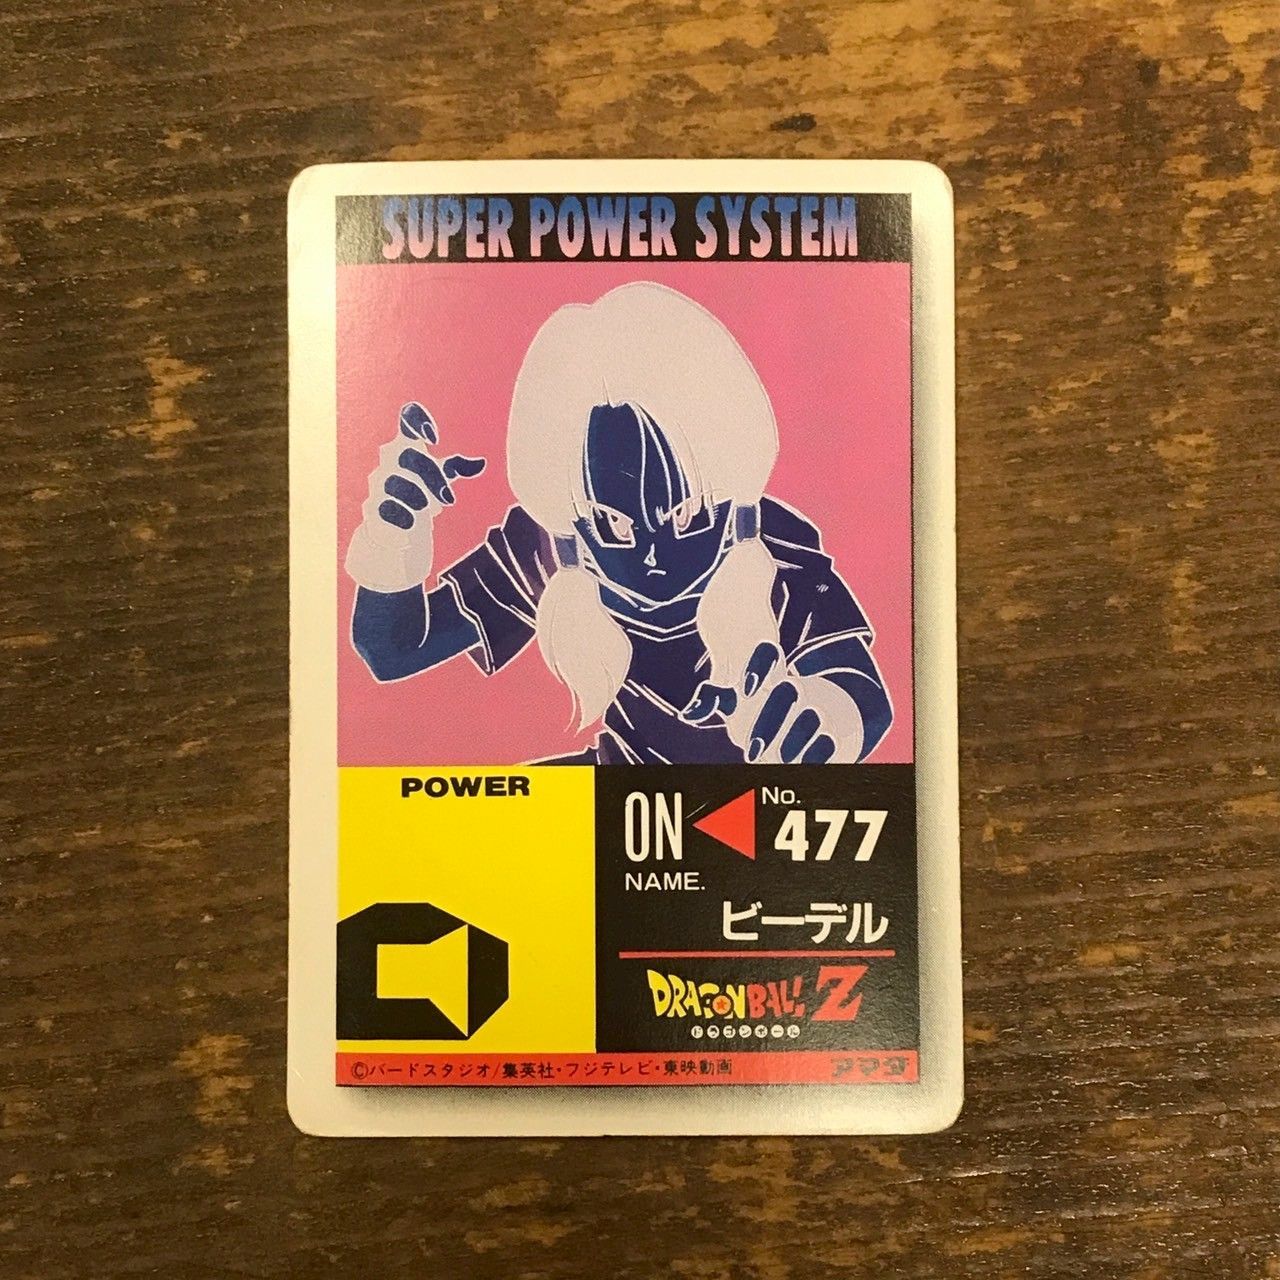 SUPER POWER SYSTEM
POWER
ON
No.
477
NAME.
ビーデル
DRAGON BALL Z
ドラゴンボール
©バードスタジオ/集英社・フジテレビ・東映動画
アマダ